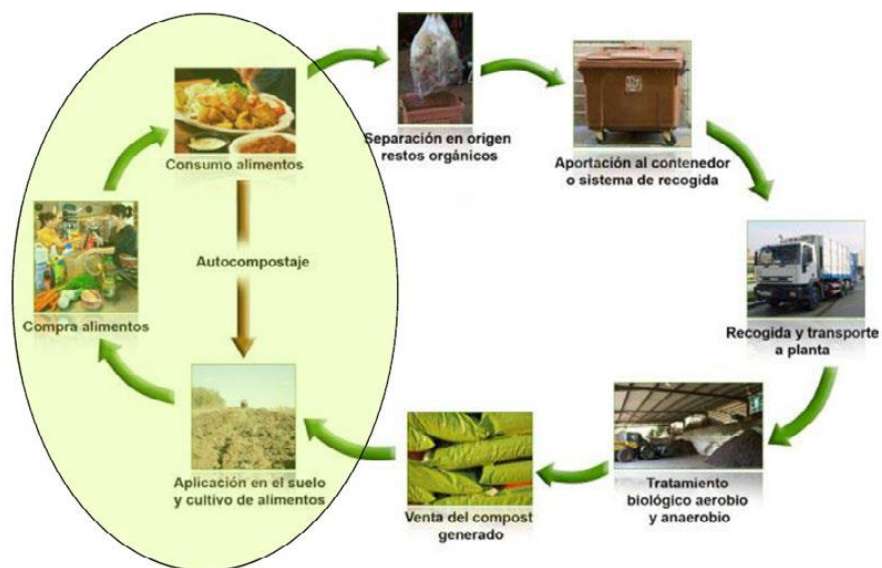 Consumo alimentos
Separación en origen
restos orgánicos
Aportación al contenedor
o sistema de recogida
Recogida y transporte
a planta
Tratamiento
biológico aerobio
y anaerobio
Venta del compost
generado
Aplicación en el suelo
y cultivo de alimentos
Compra alimentos
Autocompostaje